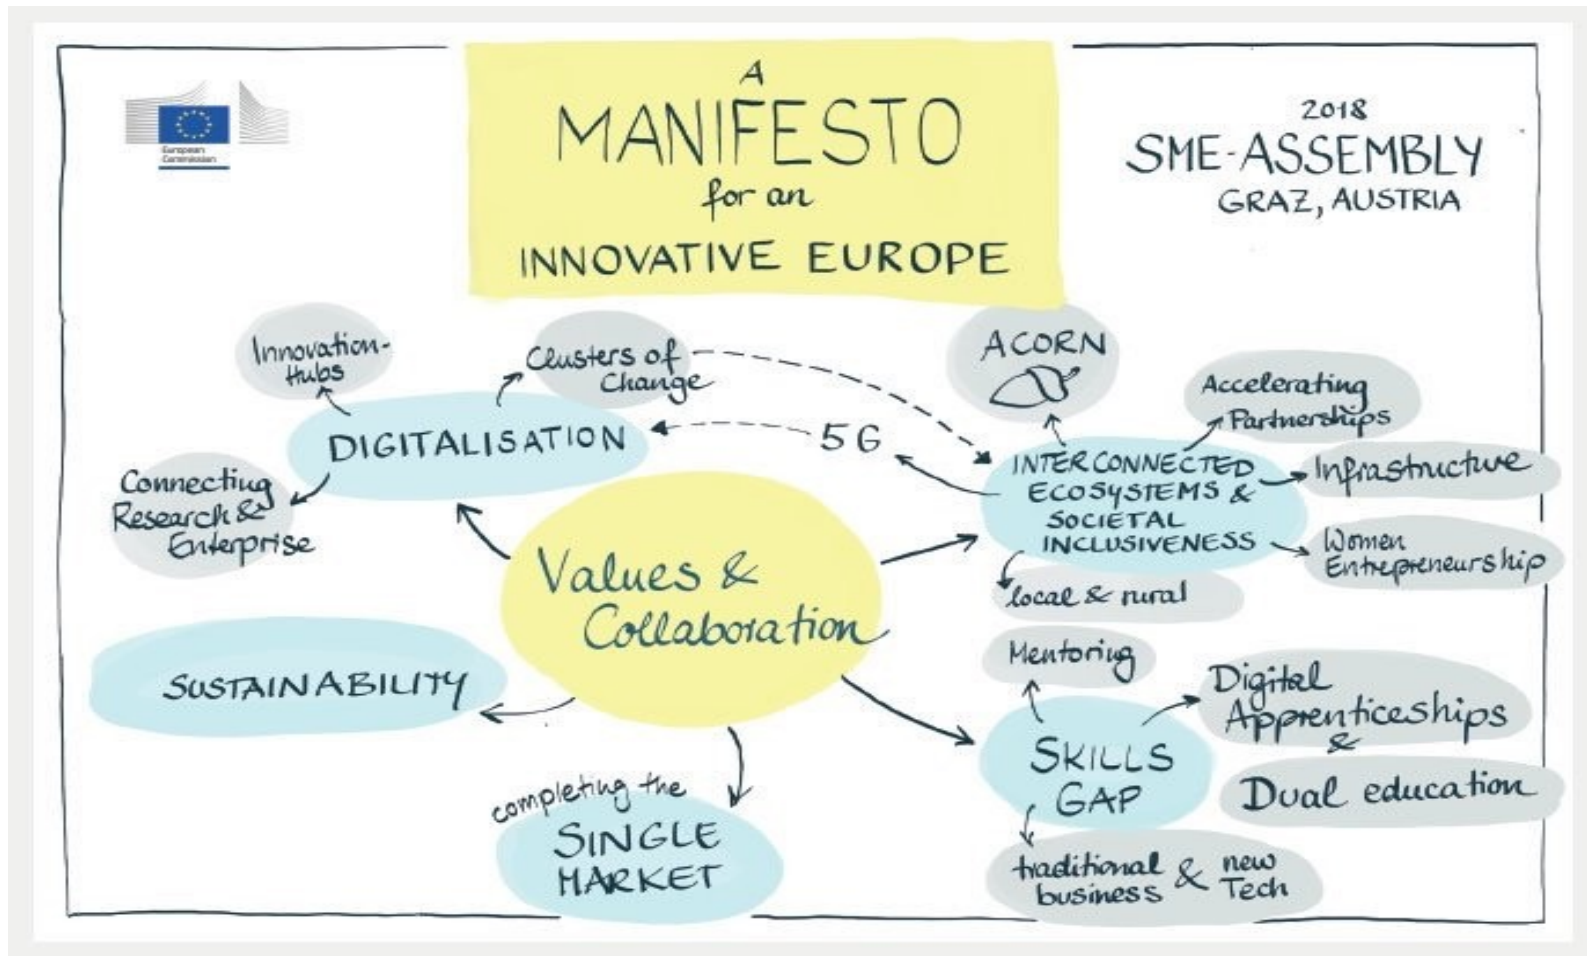 European
Commission
A
MANIFESTO
for an
INNOVATIVE EUROPE
2018
SME-ASSEMBLY
GRAZ, AUSTRIA
Innovation-
Hubs
Clusters of
Change
DIGITALISATION
Connecting
Research &
Enterprise
5G
ACORN
Accelerating
Partnerships
INTERCONNECTED
ECOSYSTEMS &
SOCIETAL
INCLUSIVENESS
Infrastructure
Women
Entrepreneurship
local & rural
Values &
Collaboration
SUSTAINABILITY
completing the
SINGLE
MARKET
Mentoring
Digital
Apprenticeships
&
Dual education
SKILLS
GAP
traditional & new
business Tech